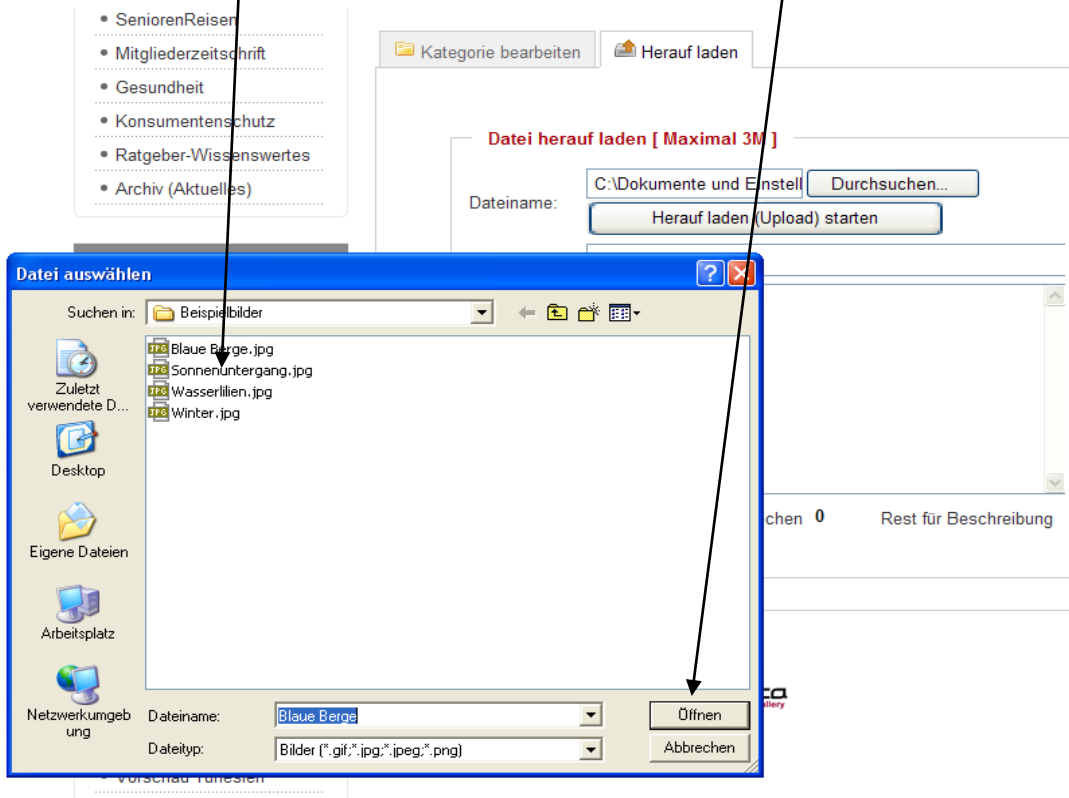 SeniorenReisen
Mitgliederzeitschrift
Gesundheit
Konsumentenschutz
Ratgeber-Wissenswertes
Archiv (Aktuelles)
Kategorie bearbeiten
Herauf laden
Datei herauf laden [ Maximal 3M ]
Dateiname:
C:\Dokumente und Einstell
Durchsuchen...
Herauf laden (Upload) starten
Datei auswählen
Suchen in:
Beispielbilder
Zuletzt
verwendete D...
Desktop
Eigene Dateien
Arbeitsplatz
Netzwerkumgeb
ung
Blaue Berge.jpg
Sonnenuntergang.jpg
Wasserlilien.jpg
Winter.jpg
Dateiname:
Blaue Berge
Öffnen
Dateityp:
Bilder (*.gif;*.jpg;*.jpeg;*.png)
Abbrechen
chen 0 Rest für Beschreibung
Vorschau Tunesien